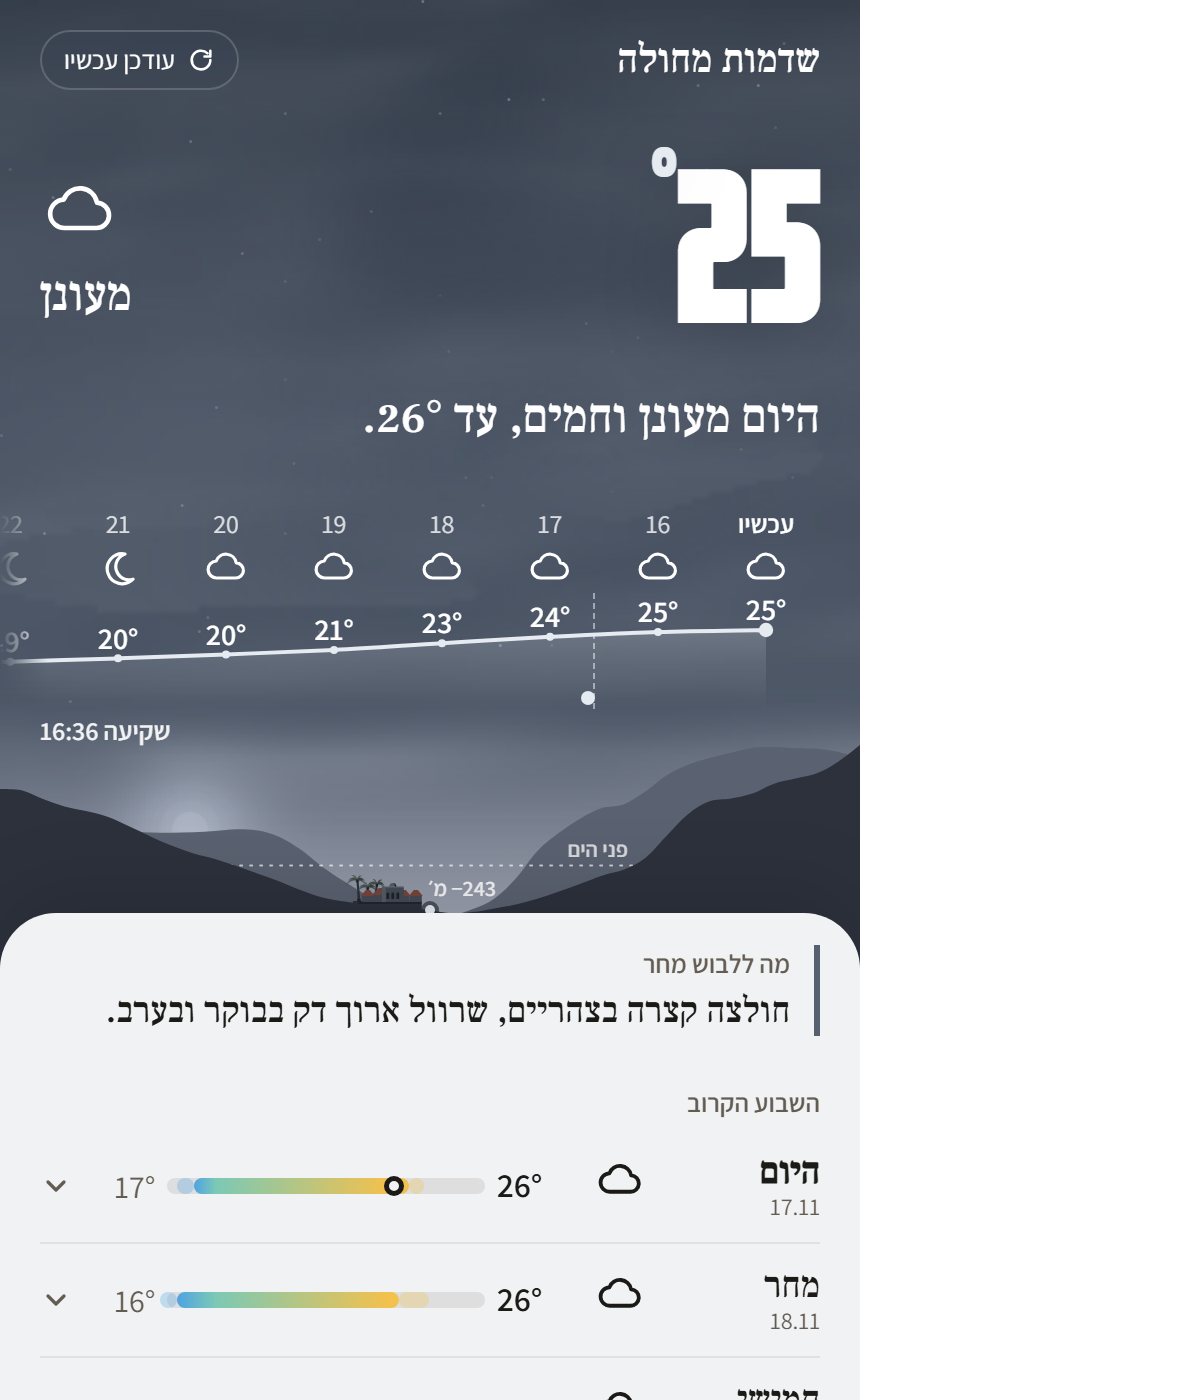 שדמות מחולה
עודכן עכשיו
25°
מעונן
היום מעונן וחמים, עד 26°.
עכשיו 16 17 18 19 20 21 22
25° 25° 24° 23° 21° 20° 20° 9°
שקיעה 16:36
פני הים
−243 מ׳
מה ללבוש מחר
חולצה קצרה בצהריים, שרוול ארוך דק בבוקר ובערב.
השבוע הקרוב
היום 26° 17°
17.11
מחר 26° 16°
18.11